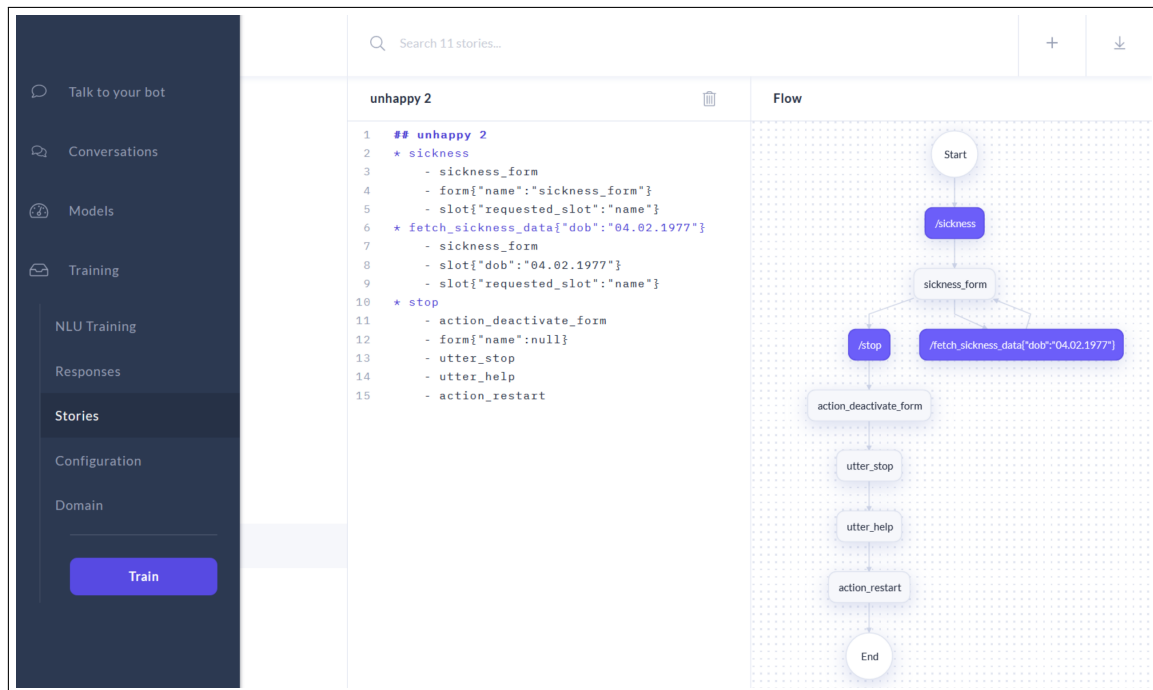 Talk to your bot
Conversations
Models
Training
NLU Training
Responses
Stories
Configuration
Domain
Train
Search 11 stories...
unhappy 2
1 ## unhappy 2
2 * sickness
3 - sickness_form
4 - form{"name":"sickness_form"}
5 - slot{"requested_slot":"name"}
6 * fetch_sickness_data{"dob":"04.02.1977"}
7 - sickness_form
8 - slot{"dob":"04.02.1977"}
9 - slot{"requested_slot":"name"}
10 * stop
11 - action_deactivate_form
12 - form{"name":null}
13 - utter_stop
14 - utter_help
15 - action_restart
Flow
Start
/sickness
sickness_form
/stop
/fetch_sickness_data{"dob":"04.02.1977"}
action_deactivate_form
utter_stop
utter_help
action_restart
End